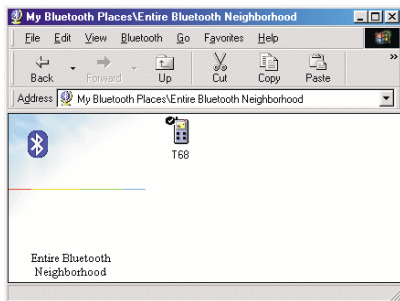 My Bluetooth Places\Entire Bluetooth Neighborhood
File Edit View Bluetooth Go Favorites Help
Back Forward Up Cut Copy Paste »
Address My Bluetooth Places\Entire Bluetooth Neighborhood
T68
Entire Bluetooth
Neighborhood